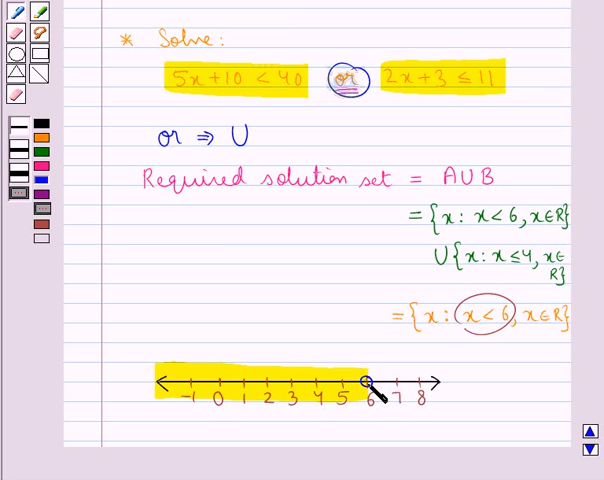 * Solve:
5x+10 < 40 or 2x+3 ≤ 11
or ⇒ U
Required solution set = AUB
= {x: x<6, x∈R}
U{x: x≤4, x∈
R}
= {x: x<6, x∈R}
-1 0 1 2 3 4 5 6 7 8